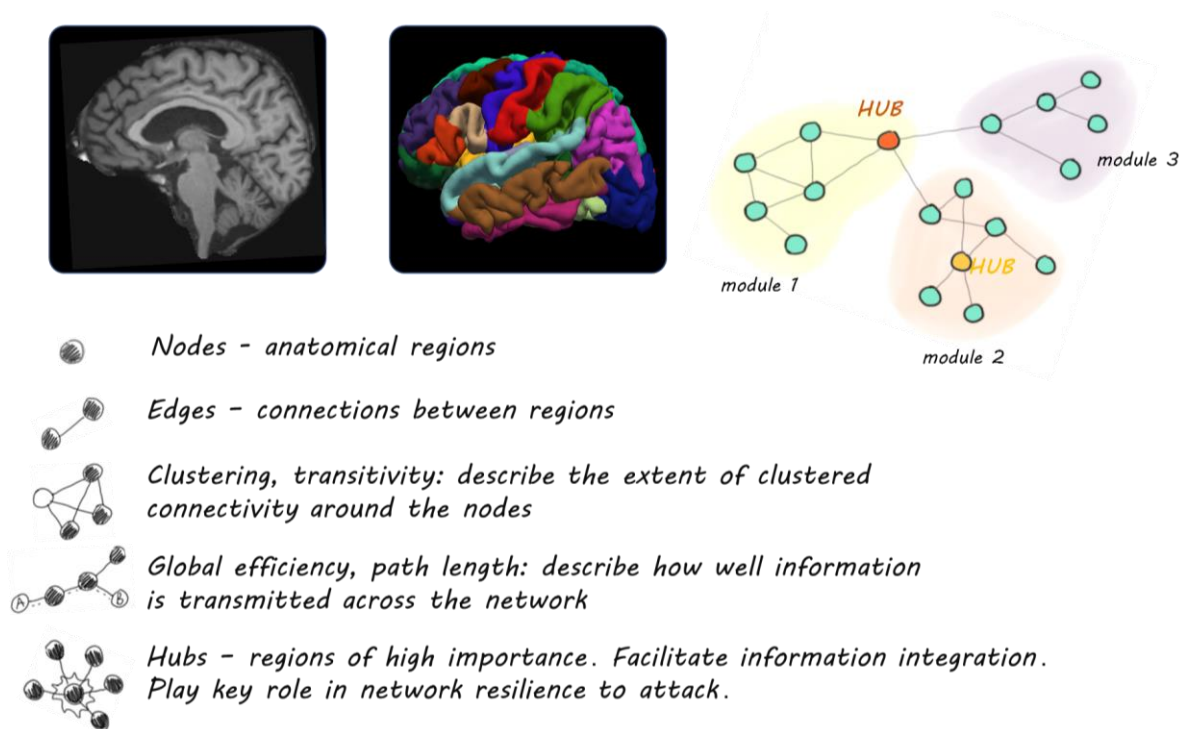 HUB
module 3
HUB
module 1
module 2
Nodes - anatomical regions
Edges - connections between regions
Clustering, transitivity: describe the extent of clustered
connectivity around the nodes
Global efficiency, path length: describe how well information
is transmitted across the network
A
B
Hubs - regions of high importance. Facilitate information integration.
Play key role in network resilience to attack.